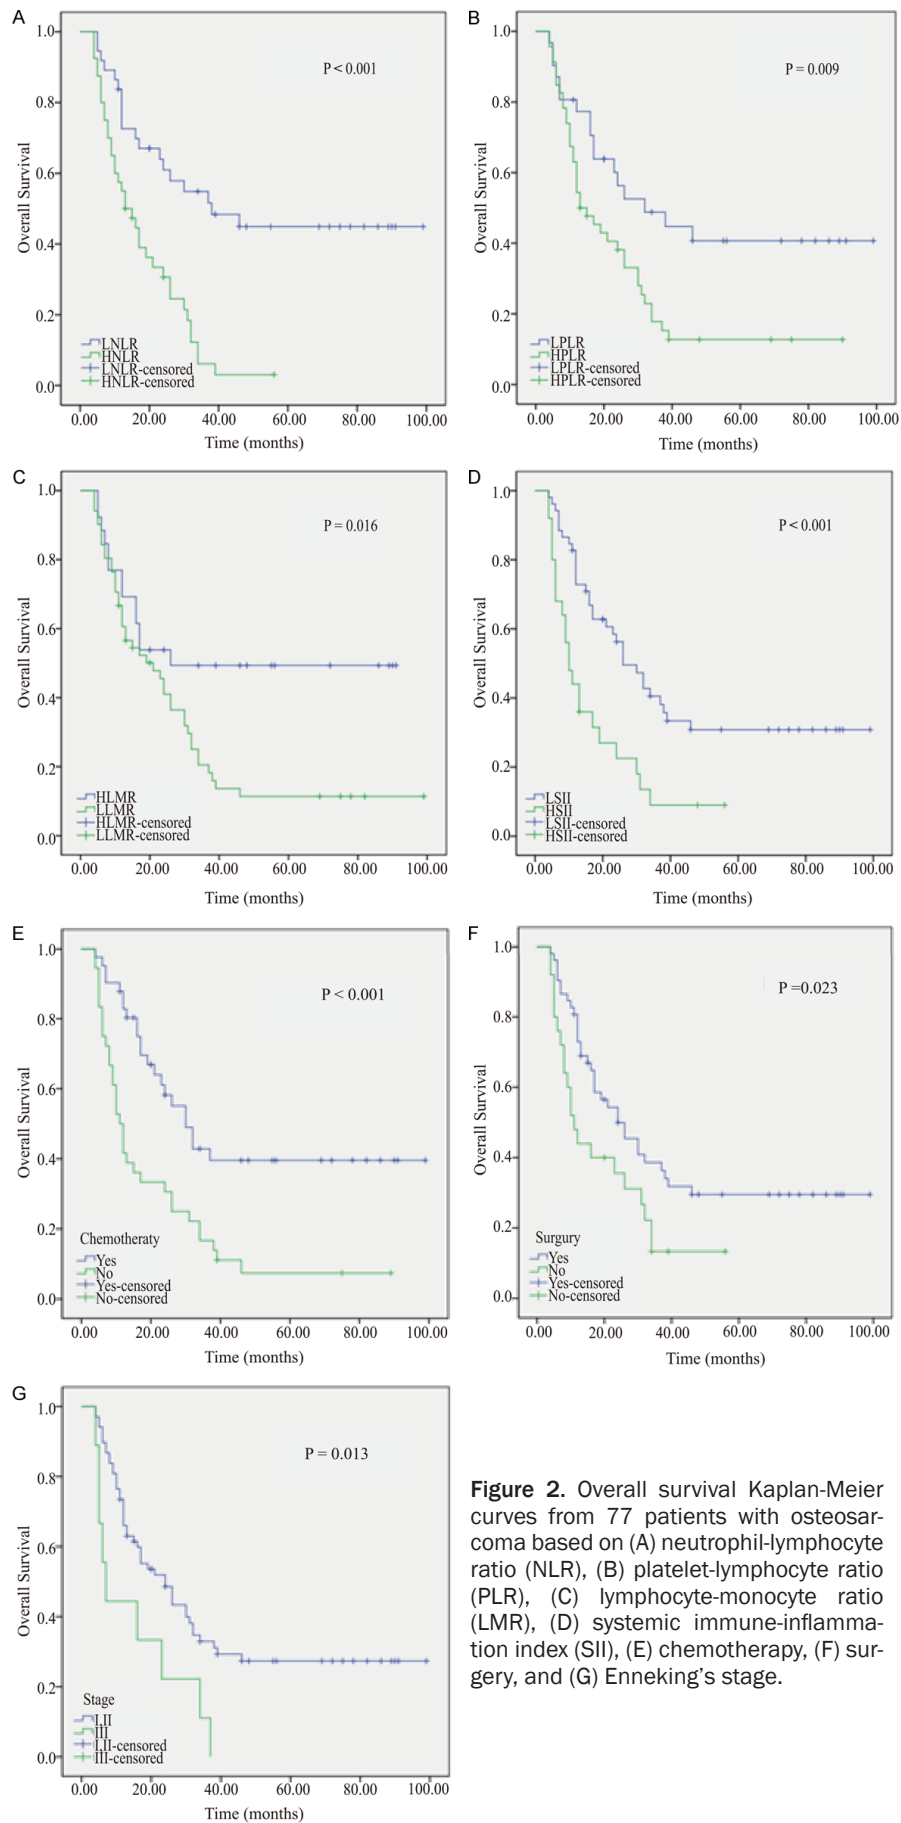 A
1.0
0.8
0.6
0.4
0.2
0.0
Overall Survival
P < 0.001
LNLR
HNLR
LNLR-censored
HNLR-censored
0.00 20.00 40.00 60.00 80.00 100.00
Time (months)
B
1.0
0.8
0.6
0.4
0.2
0.0
Overall Survival
P = 0.009
LPLR
HPLR
LPLR-censored
HPLR-censored
0.00 20.00 40.00 60.00 80.00 100.00
Time (months)
C
1.0
0.8
0.6
0.4
0.2
0.0
Overall Survival
P = 0.016
HLMR
LLMR
HLMR-censored
LLMR-censored
0.00 20.00 40.00 60.00 80.00 100.00
Time (months)
D
1.0
0.8
0.6
0.4
0.2
0.0
Overall Survival
P < 0.001
LSII
HSII
LSII-censored
HSII-censored
0.00 20.00 40.00 60.00 80.00 100.00
Time (months)
E
1.0
0.8
0.6
0.4
0.2
0.0
Overall Survival
P < 0.001
Chemotheraty
Yes
No
Yes-censored
No-censored
0.00 20.00 40.00 60.00 80.00 100.00
Time (months)
F
1.0
0.8
0.6
0.4
0.2
0.0
Overall Survival
P =0.023
Surgury
Yes
No
Yes-censored
No-censored
0.00 20.00 40.00 60.00 80.00 100.00
Time (months)
G
1.0
0.8
0.6
0.4
0.2
0.0
Overall Survival
P = 0.013
Stage
I,II
III
I,II-censored
III-censored
0.00 20.00 40.00 60.00 80.00 100.00
Time (months)
Figure 2. Overall survival Kaplan-Meier
curves from 77 patients with osteosar-
coma based on (A) neutrophil-lymphocyte
ratio (NLR), (B) platelet-lymphocyte ratio
(PLR), (C) lymphocyte-monocyte ratio
(LMR), (D) systemic immune-inflamma-
tion index (SII), (E) chemotherapy, (F) sur-
gery, and (G) Enneking's stage.